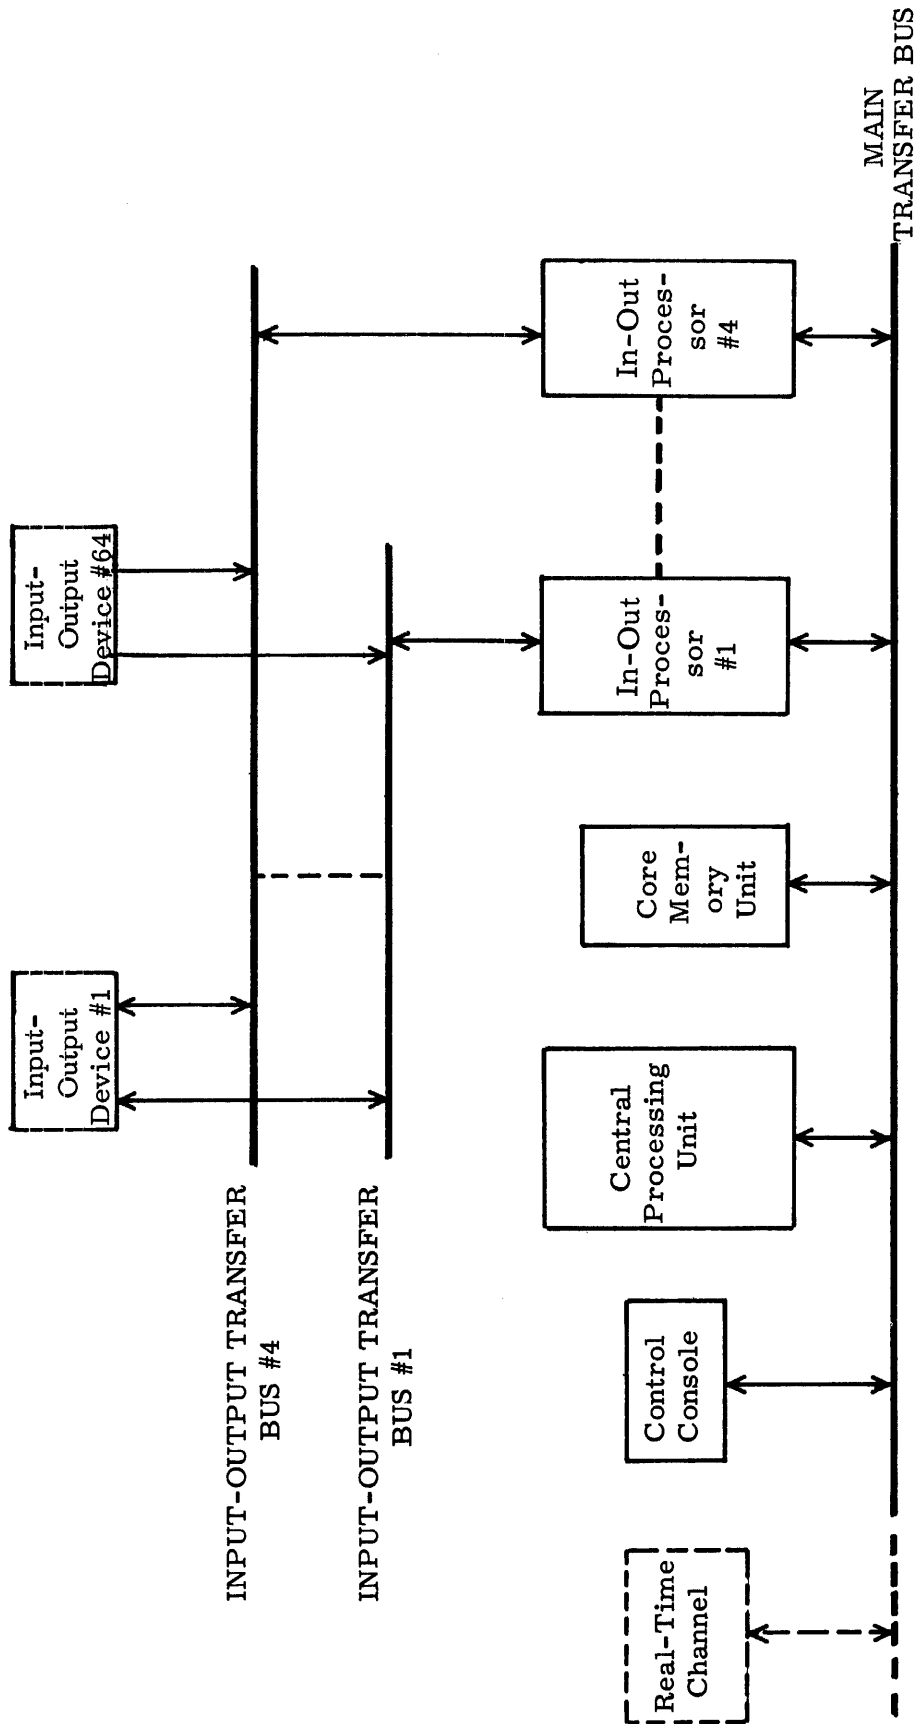 Input-
Output
Device #1
Input-
Output
Device #64
INPUT-OUTPUT TRANSFER
BUS #4
INPUT-OUTPUT TRANSFER
BUS #1
Real-Time
Channel
Control
Console
Central
Processing
Unit
Core
Mem-
ory
Unit
In-Out
Proces-
sor
#1
In-Out
Proces-
sor
#4
MAIN
TRANSFER BUS